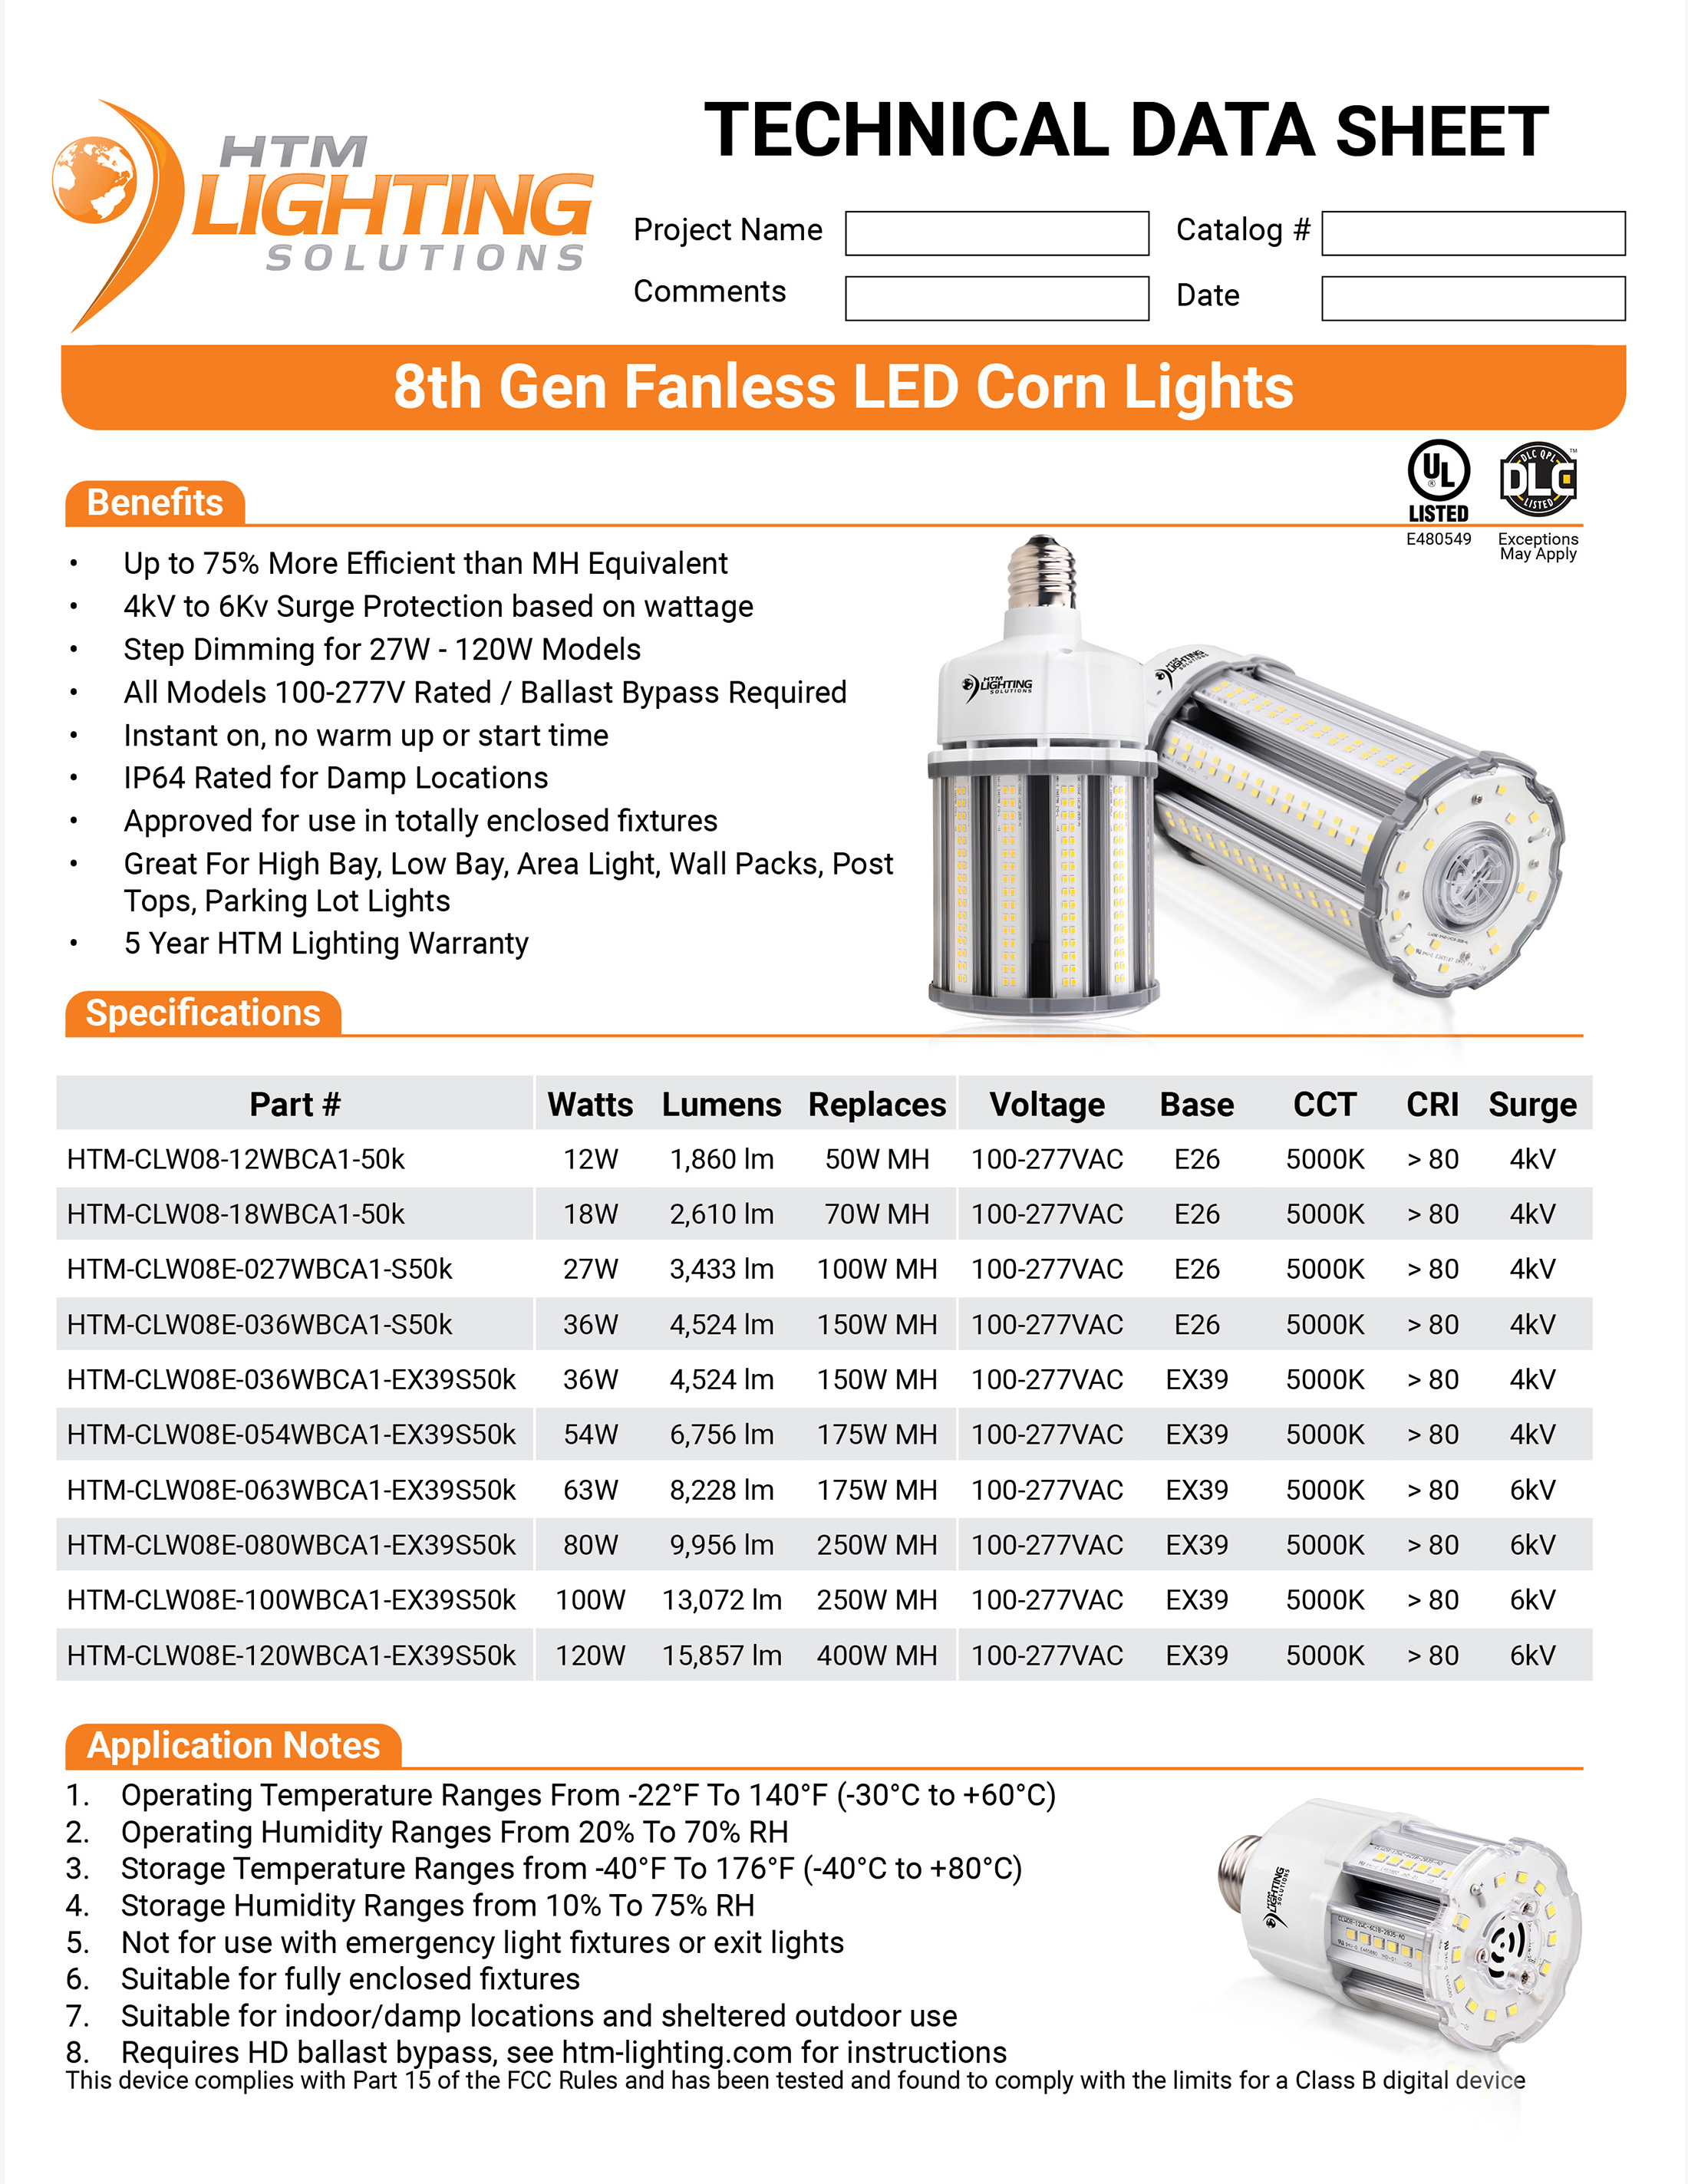 HTM
LIGHTING
SOLUTIONS
TECHNICAL DATA SHEET
Project Name
Catalog #
Comments
Date
8th Gen Fanless LED Corn Lights
Benefits
UL
LISTED
E480549
DLC QPL
DLC
LISTED
TM
Exceptions
May Apply
• Up to 75% More Efficient than MH Equivalent
• 4kV to 6Kv Surge Protection based on wattage
• Step Dimming for 27W - 120W Models
• All Models 100-277V Rated / Ballast Bypass Required
• Instant on, no warm up or start time
• IP64 Rated for Damp Locations
• Approved for use in totally enclosed fixtures
• Great For High Bay, Low Bay, Area Light, Wall Packs, Post
Tops, Parking Lot Lights
• 5 Year HTM Lighting Warranty
HTM
LIGHTING
SOLUTIONS
HTM
LIGHTING
SOLUTIONS
Specifications
Part # Watts Lumens Replaces Voltage Base CCT CRI Surge
HTM-CLW08-12WBCA1-50k 12W 1,860 lm 50W MH 100-277VAC E26 5000K > 80 4kV
HTM-CLW08-18WBCA1-50k 18W 2,610 lm 70W MH 100-277VAC E26 5000K > 80 4kV
HTM-CLW08E-027WBCA1-S50k 27W 3,433 lm 100W MH 100-277VAC E26 5000K > 80 4kV
HTM-CLW08E-036WBCA1-S50k 36W 4,524 lm 150W MH 100-277VAC E26 5000K > 80 4kV
HTM-CLW08E-036WBCA1-EX39S50k 36W 4,524 lm 150W MH 100-277VAC EX39 5000K > 80 4kV
HTM-CLW08E-054WBCA1-EX39S50k 54W 6,756 lm 175W MH 100-277VAC EX39 5000K > 80 4kV
HTM-CLW08E-063WBCA1-EX39S50k 63W 8,228 lm 175W MH 100-277VAC EX39 5000K > 80 6kV
HTM-CLW08E-080WBCA1-EX39S50k 80W 9,956 lm 250W MH 100-277VAC EX39 5000K > 80 6kV
HTM-CLW08E-100WBCA1-EX39S50k 100W 13,072 lm 250W MH 100-277VAC EX39 5000K > 80 6kV
HTM-CLW08E-120WBCA1-EX39S50k 120W 15,857 lm 400W MH 100-277VAC EX39 5000K > 80 6kV
Application Notes
1. Operating Temperature Ranges From -22°F To 140°F (-30°C to +60°C)
2. Operating Humidity Ranges From 20% To 70% RH
3. Storage Temperature Ranges from -40°F To 176°F (-40°C to +80°C)
4. Storage Humidity Ranges from 10% To 75% RH
5. Not for use with emergency light fixtures or exit lights
6. Suitable for fully enclosed fixtures
7. Suitable for indoor/damp locations and sheltered outdoor use
8. Requires HD ballast bypass, see htm-lighting.com for instructions
HTM
LIGHTING
SOLUTIONS
This device complies with Part 15 of the FCC Rules and has been tested and found to comply with the limits for a Class B digital device